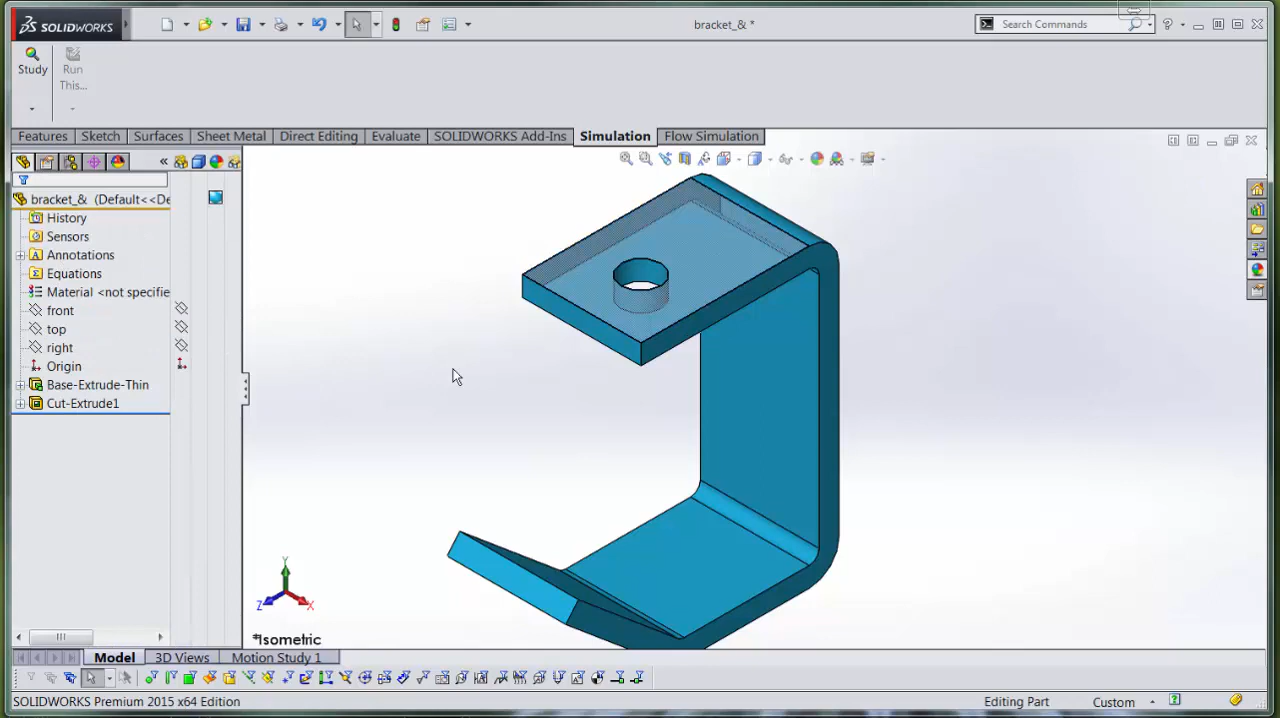 SOLIDWORKS
bracket_& *
Search Commands
Study
Run
This...
Features
Sketch
Surfaces
Sheet Metal
Direct Editing
Evaluate
SOLIDWORKS Add-Ins
Simulation
Flow Simulation
bracket_& (Default<<De
History
Sensors
Annotations
Equations
Material <not specifie
front
top
right
Origin
Base-Extrude-Thin
Cut-Extrude1
Y
Z
X
*Isometric
Model
3D Views
Motion Study 1
SOLIDWORKS Premium 2015 x64 Edition
Editing Part
Custom